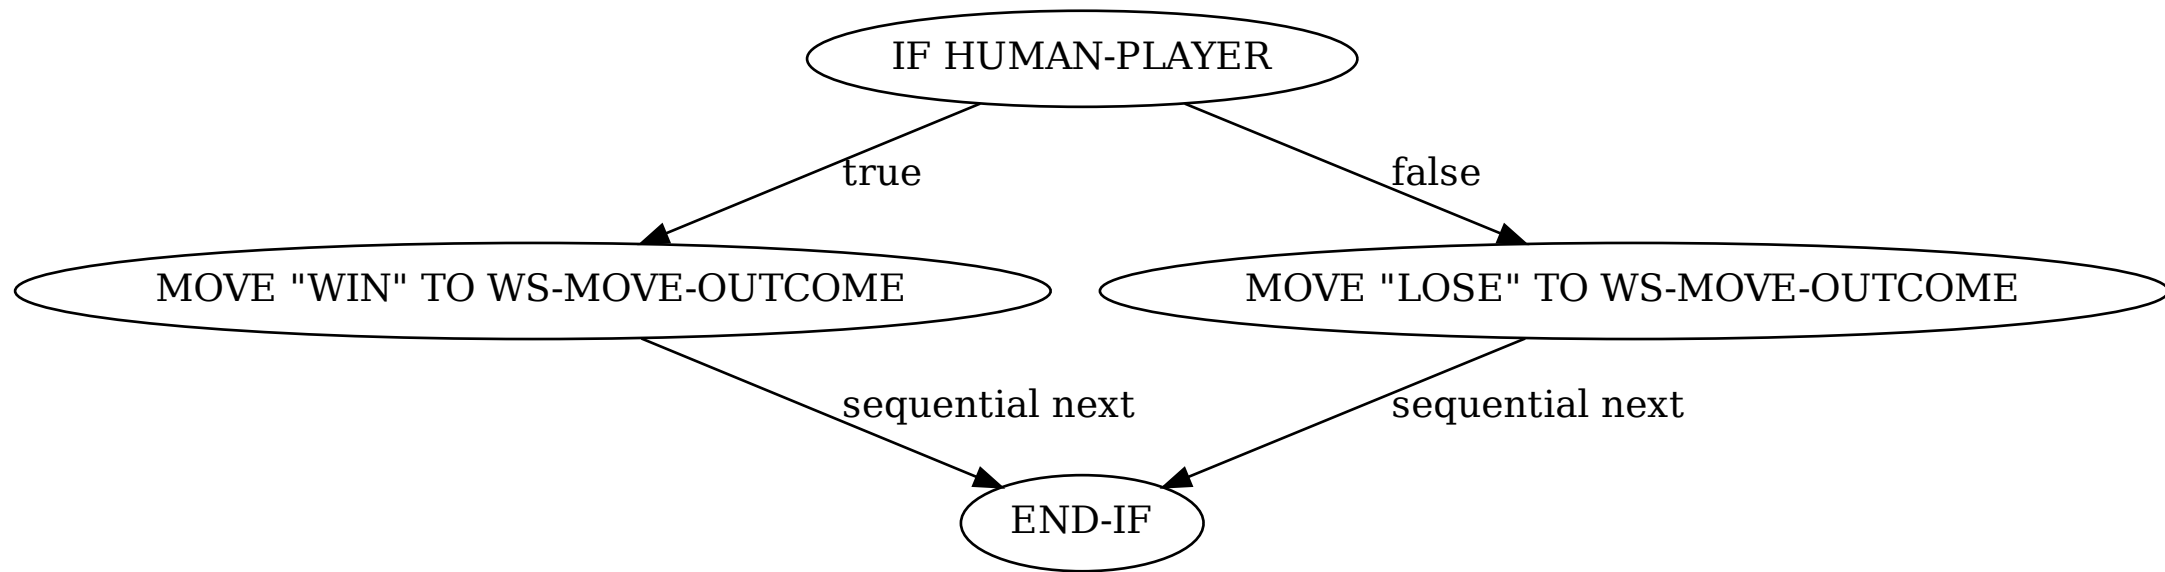 IF HUMAN-PLAYER
true
false
MOVE "WIN" TO WS-MOVE-OUTCOME
MOVE "LOSE" TO WS-MOVE-OUTCOME
sequential next
sequential next
END-IF